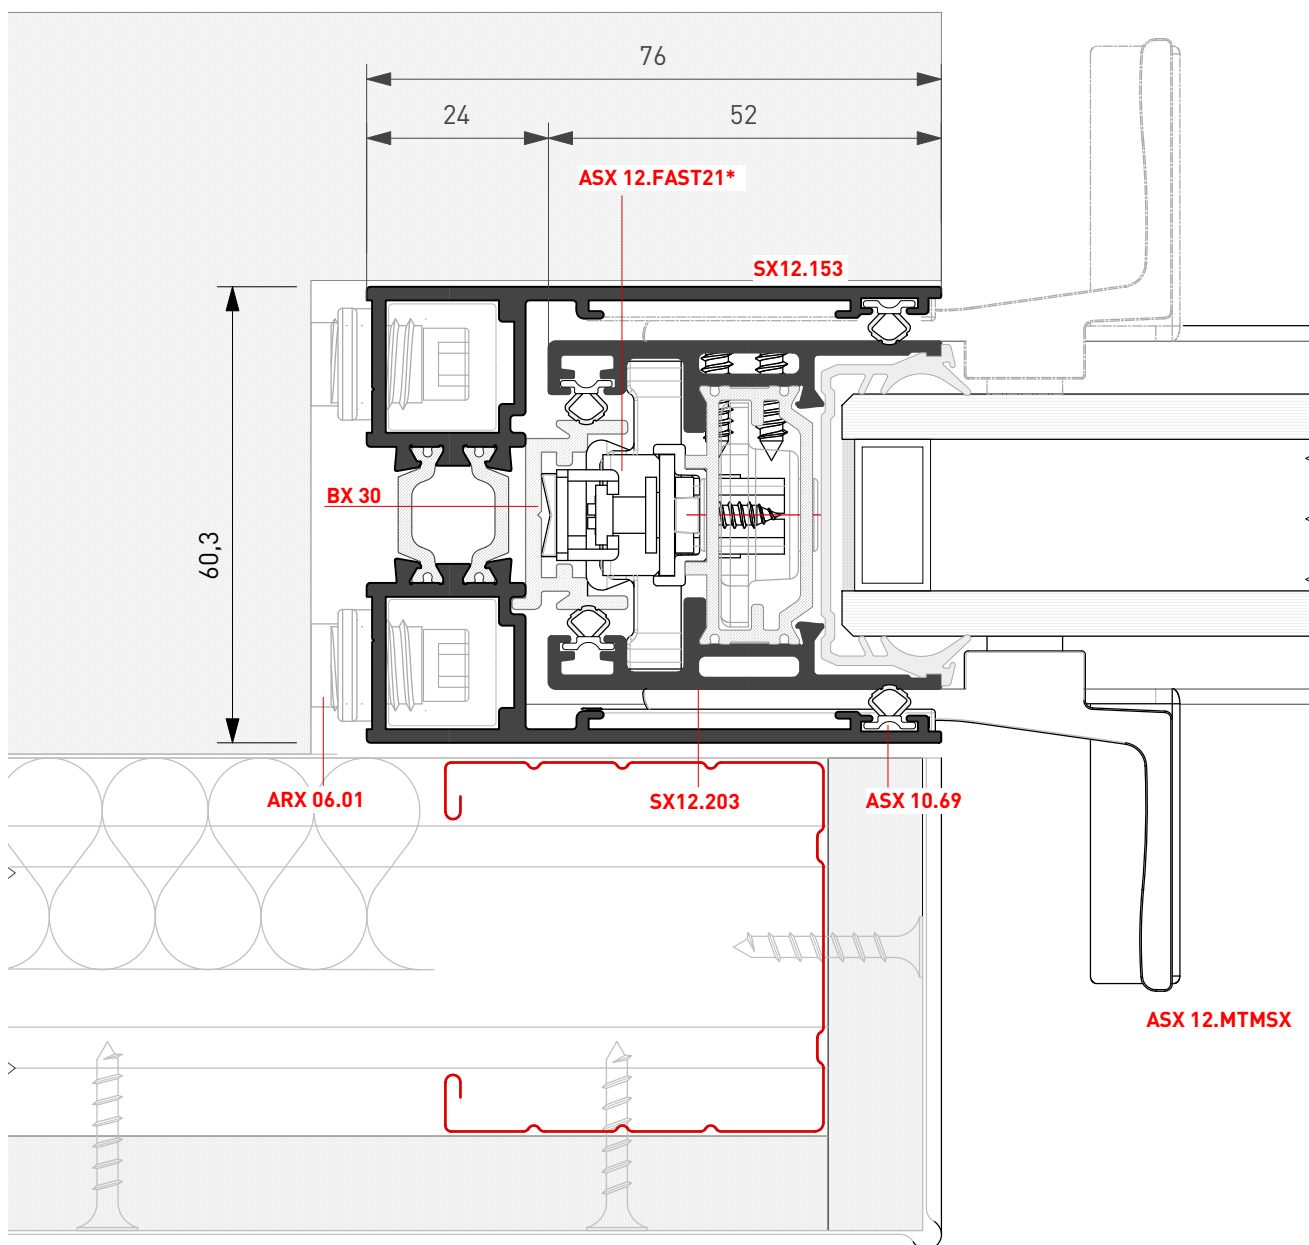 76
24
52
ASX 12.FAST21*
SX12.153
BX 30
60,3
ARX 06.01
SX12.203
ASX 10.69
ASX 12.MTMSX